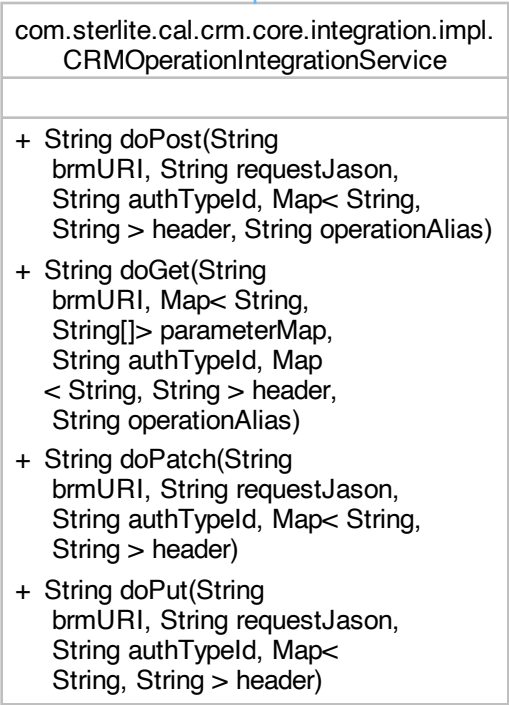 com.sterlite.cal.crm.core.integration.impl.
CRMOperationIntegrationService
+ String doPost(String
brmURI, String requestJason,
String authTypeId, Map< String,
String > header, String operationAlias)
+ String doGet(String
brmURI, Map< String,
String[]> parameterMap,
String authTypeId, Map
< String, String > header,
String operationAlias)
+ String doPatch(String
brmURI, String requestJason,
String authTypeId, Map< String,
String > header)
+ String doPut(String
brmURI, String requestJason,
String authTypeId, Map<
String, String > header)